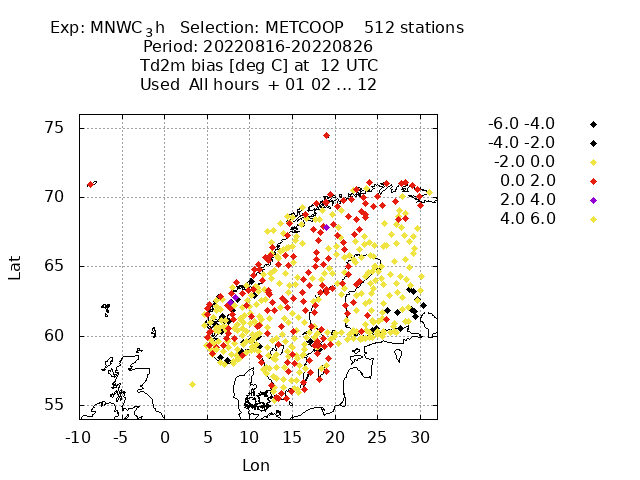 Exp: MNWC3h   Selection: METCOOP    512 stations
Period: 20220816-20220826
Td2m bias [deg C] at  12 UTC
Used  All hours  + 01 02 ... 12
-6.0 -4.0
-4.0 -2.0
-2.0 0.0
0.0 2.0
2.0 4.0
4.0 6.0
75
70
65
60
55
Lat
-10 -5 0 5 10 15 20 25 30
Lon